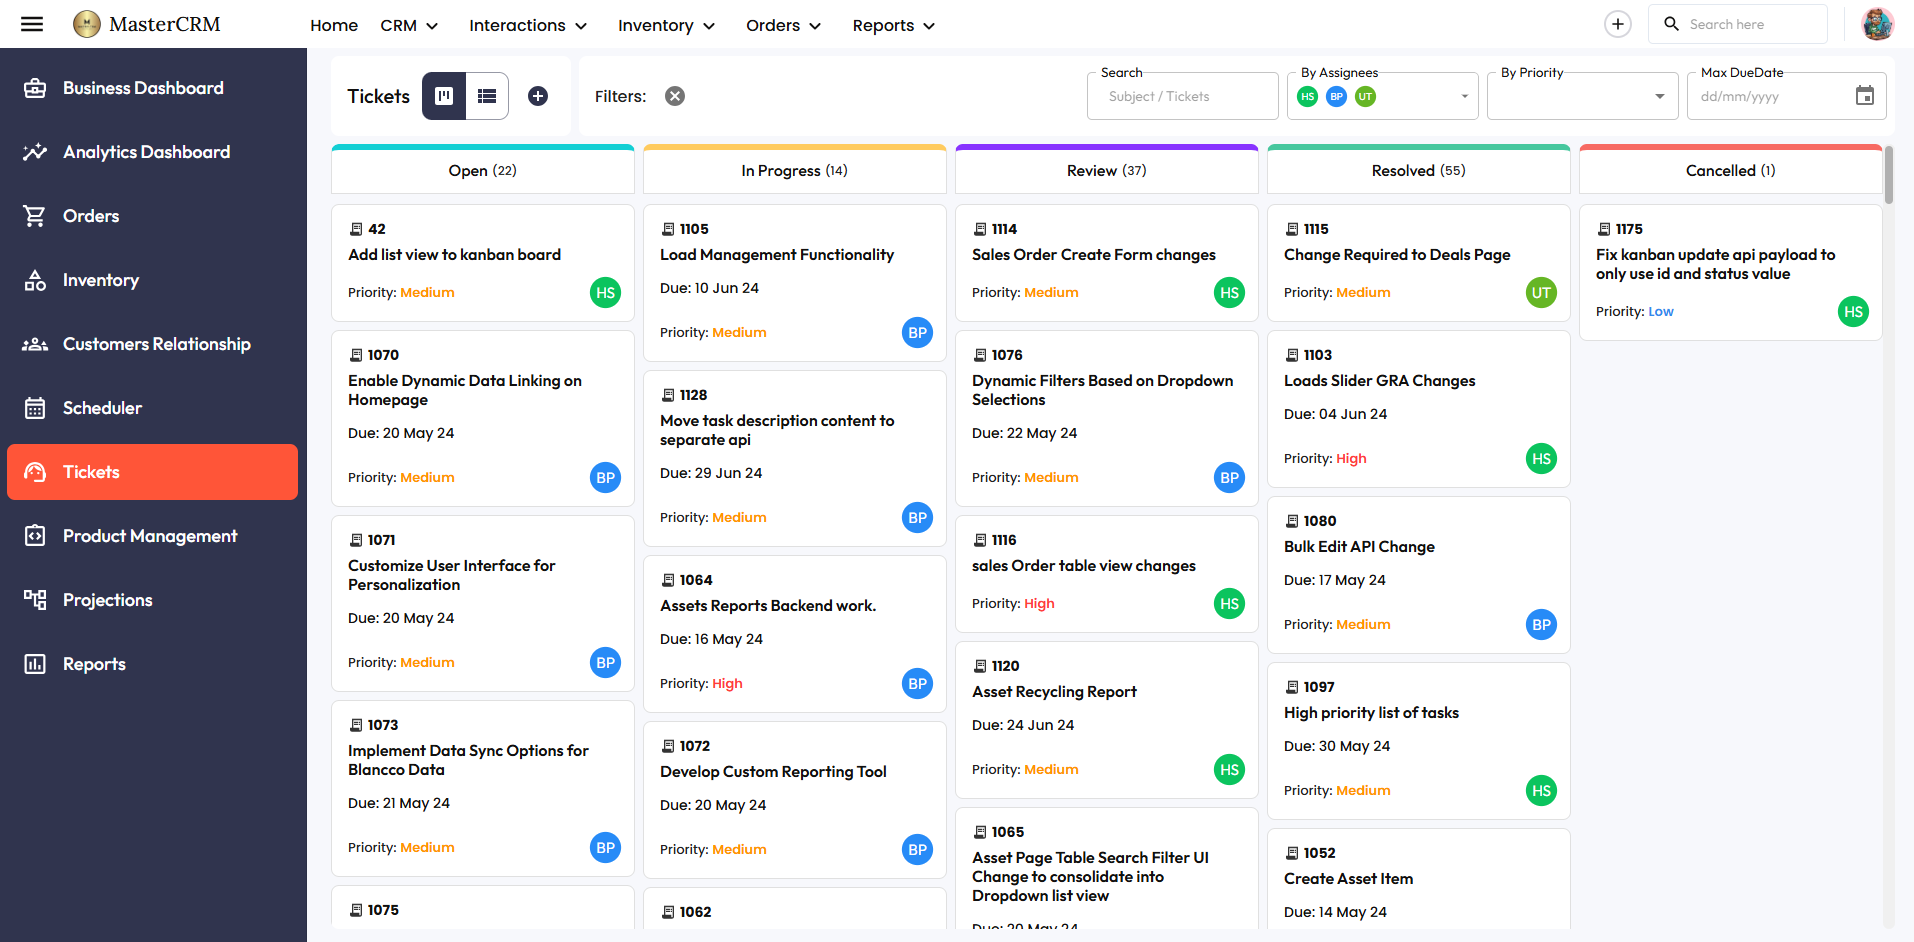 MasterCRM
Home
CRM
Interactions
Inventory
Orders
Reports
Search here
Business Dashboard
Analytics Dashboard
Orders
Inventory
Customers Relationship
Scheduler
Tickets
Product Management
Projections
Reports
Tickets
Filters:
Search
Subject / Tickets
By Assignees
HS
BP
UT
By Priority
Max DueDate
dd/mm/yyyy
Open (22)
42
Add list view to kanban board
Priority: Medium
HS
1070
Enable Dynamic Data Linking on
Homepage
Due: 20 May 24
Priority: Medium
BP
1071
Customize User Interface for
Personalization
Due: 20 May 24
Priority: Medium
BP
1073
Implement Data Sync Options for
Blancco Data
Due: 21 May 24
Priority: Medium
BP
1075
In Progress (14)
1105
Load Management Functionality
Due: 10 Jun 24
Priority: Medium
BP
1128
Move task description content to
separate api
Due: 29 Jun 24
Priority: Medium
BP
1064
Assets Reports Backend work.
Due: 16 May 24
Priority: High
BP
1072
Develop Custom Reporting Tool
Due: 20 May 24
Priority: Medium
BP
1062
Review (37)
1114
Sales Order Create Form changes
Priority: Medium
HS
1076
Dynamic Filters Based on Dropdown
Selections
Due: 22 May 24
Priority: Medium
BP
1116
sales Order table view changes
Priority: High
HS
1120
Asset Recycling Report
Due: 24 Jun 24
Priority: Medium
HS
1065
Asset Page Table Search Filter UI
Change to consolidate into
Dropdown list view
Due: 20 May 24
Resolved (55)
1115
Change Required to Deals Page
Priority: Medium
UT
1103
Loads Slider GRA Changes
Due: 04 Jun 24
Priority: High
HS
1080
Bulk Edit API Change
Due: 17 May 24
Priority: Medium
BP
1097
High priority list of tasks
Due: 30 May 24
Priority: Medium
HS
1052
Create Asset Item
Due: 14 May 24
Cancelled (1)
1175
Fix kanban update api payload to
only use id and status value
Priority: Low
HS